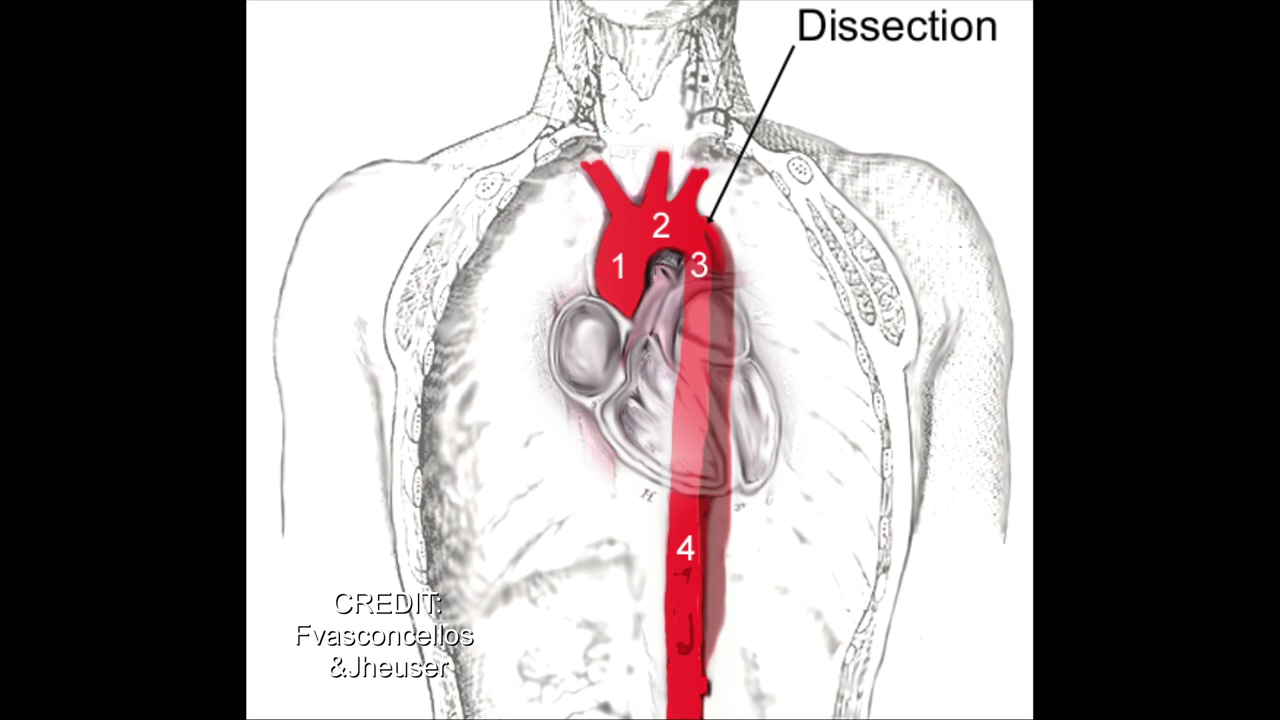 Dissection
2
1
3
H
4
CREDIT:
Fvasconcellos
&Jheuser